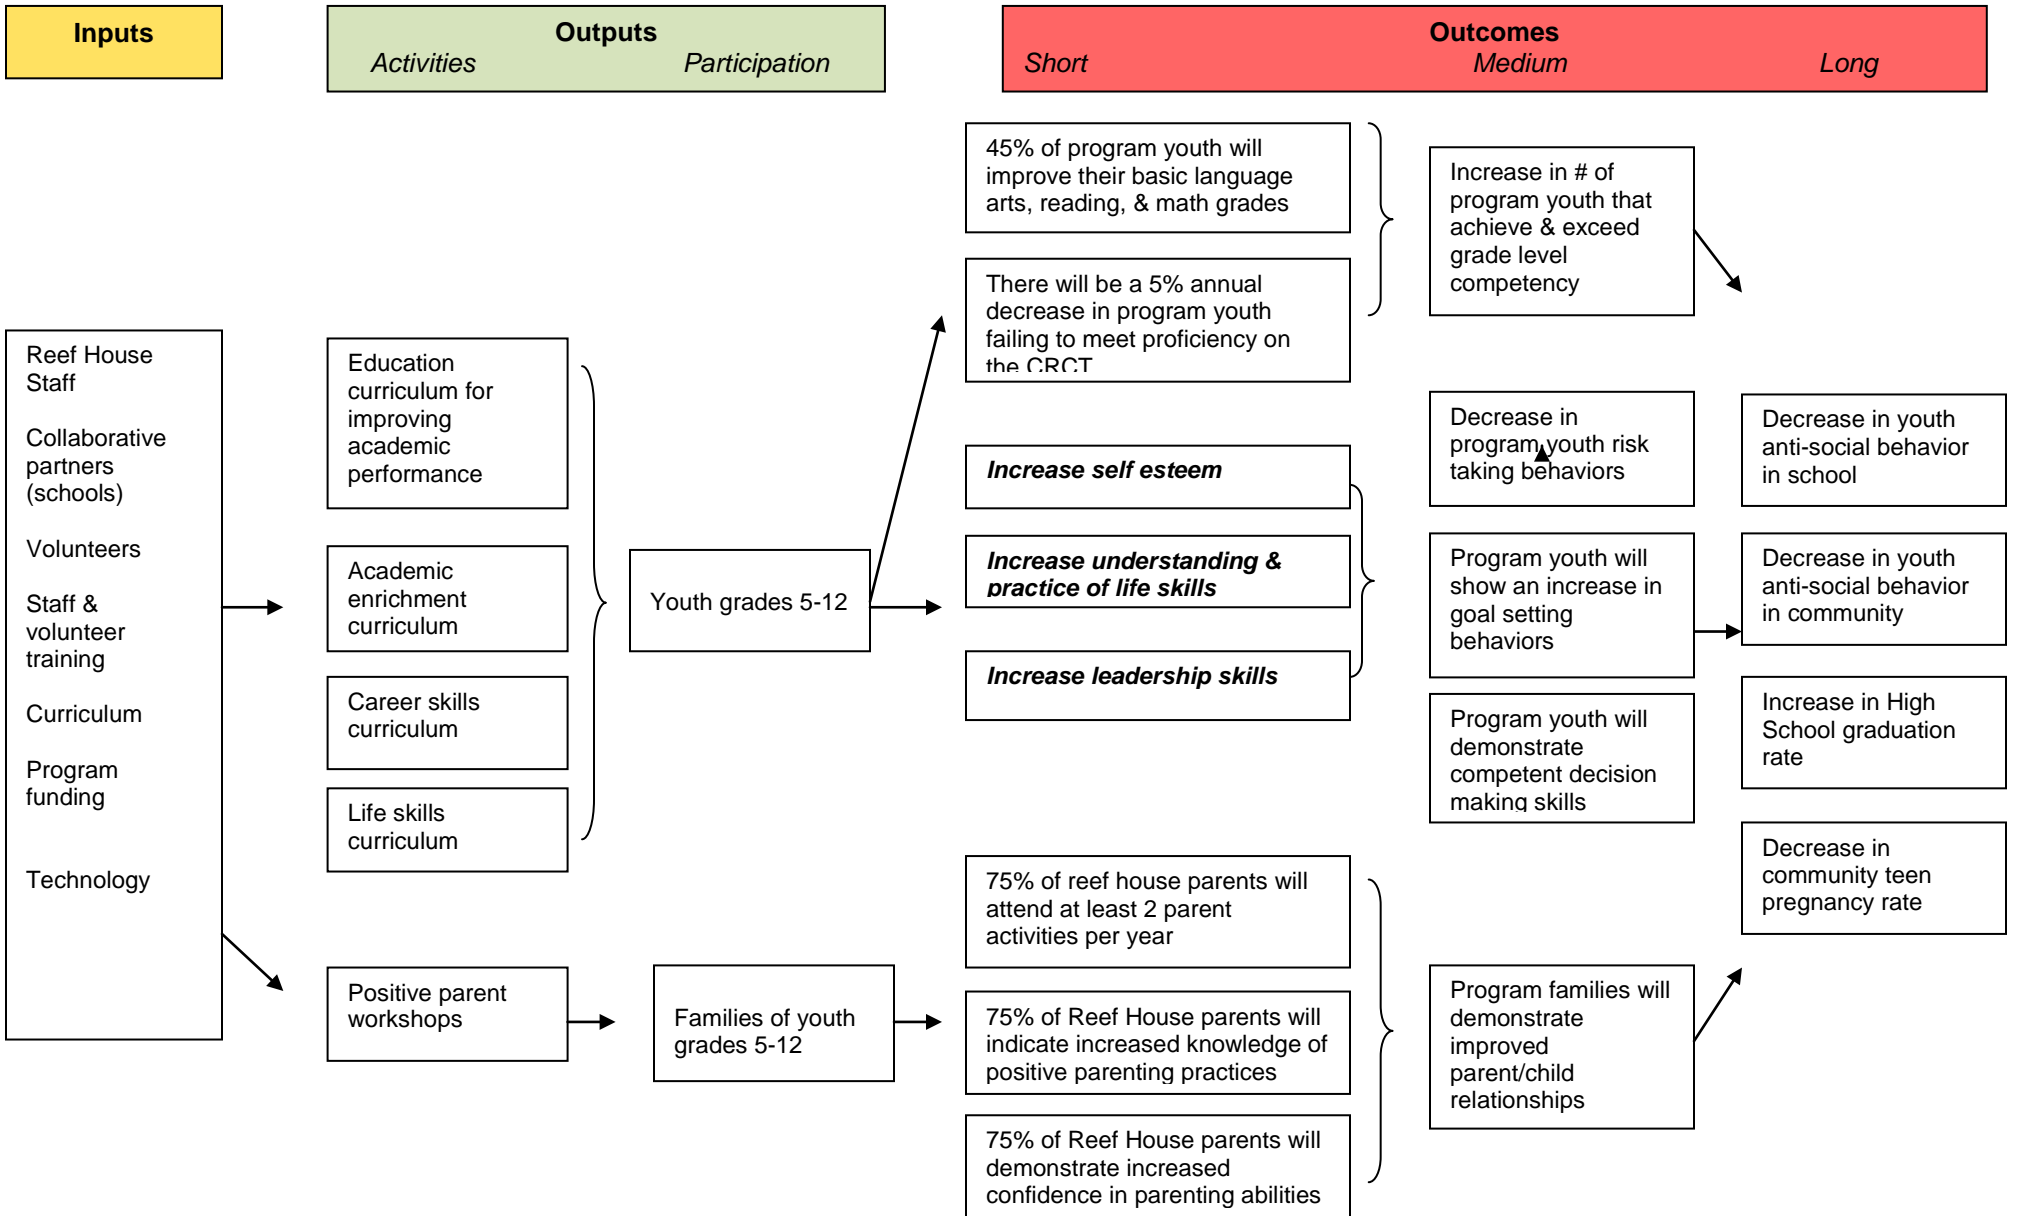 Inputs
Outputs
Activities
Participation
Outcomes
Short
Medium
Long
Reef House
Staff
Collaborative
partners
(schools)
Volunteers
Staff &
volunteer
training
Curriculum
Program
funding
Technology
Education
curriculum for
improving
academic
performance
Academic
enrichment
curriculum
Career skills
curriculum
Life skills
curriculum
Positive parent
workshops
Youth grades 5-12
Families of youth
grades 5-12
45% of program youth will
improve their basic language
arts, reading, & math grades
There will be a 5% annual
decrease in program youth
failing to meet proficiency on
the CRCT
Increase self esteem
Increase understanding &
practice of life skills
Increase leadership skills
75% of reef house parents will
attend at least 2 parent
activities per year
75% of Reef House parents will
indicate increased knowledge of
positive parenting practices
75% of Reef House parents will
demonstrate increased
confidence in parenting abilities
Increase in # of
program youth that
achieve & exceed
grade level
competency
Decrease in
program youth risk
taking behaviors
Program youth will
show an increase in
goal setting
behaviors
Program youth will
demonstrate
competent decision
making skills
Program families will
demonstrate
improved
parent/child
relationships
Decrease in youth
anti-social behavior
in school
Decrease in youth
anti-social behavior
in community
Increase in High
School graduation
rate
Decrease in
community teen
pregnancy rate